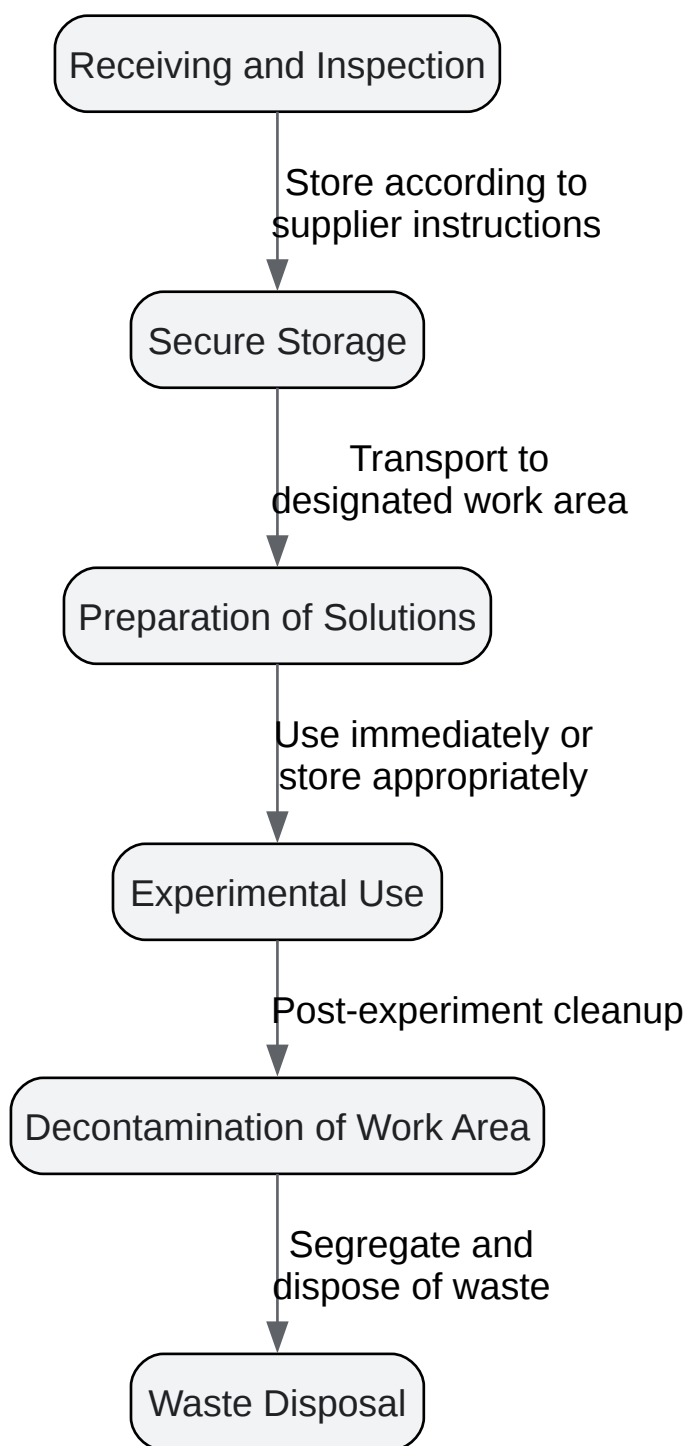 Receiving and Inspection
Store according to
supplier instructions
Secure Storage
Transport to
designated work area
Preparation of Solutions
Use immediately or
store appropriately
Experimental Use
Post-experiment cleanup
Decontamination of Work Area
Segregate and
dispose of waste
Waste Disposal